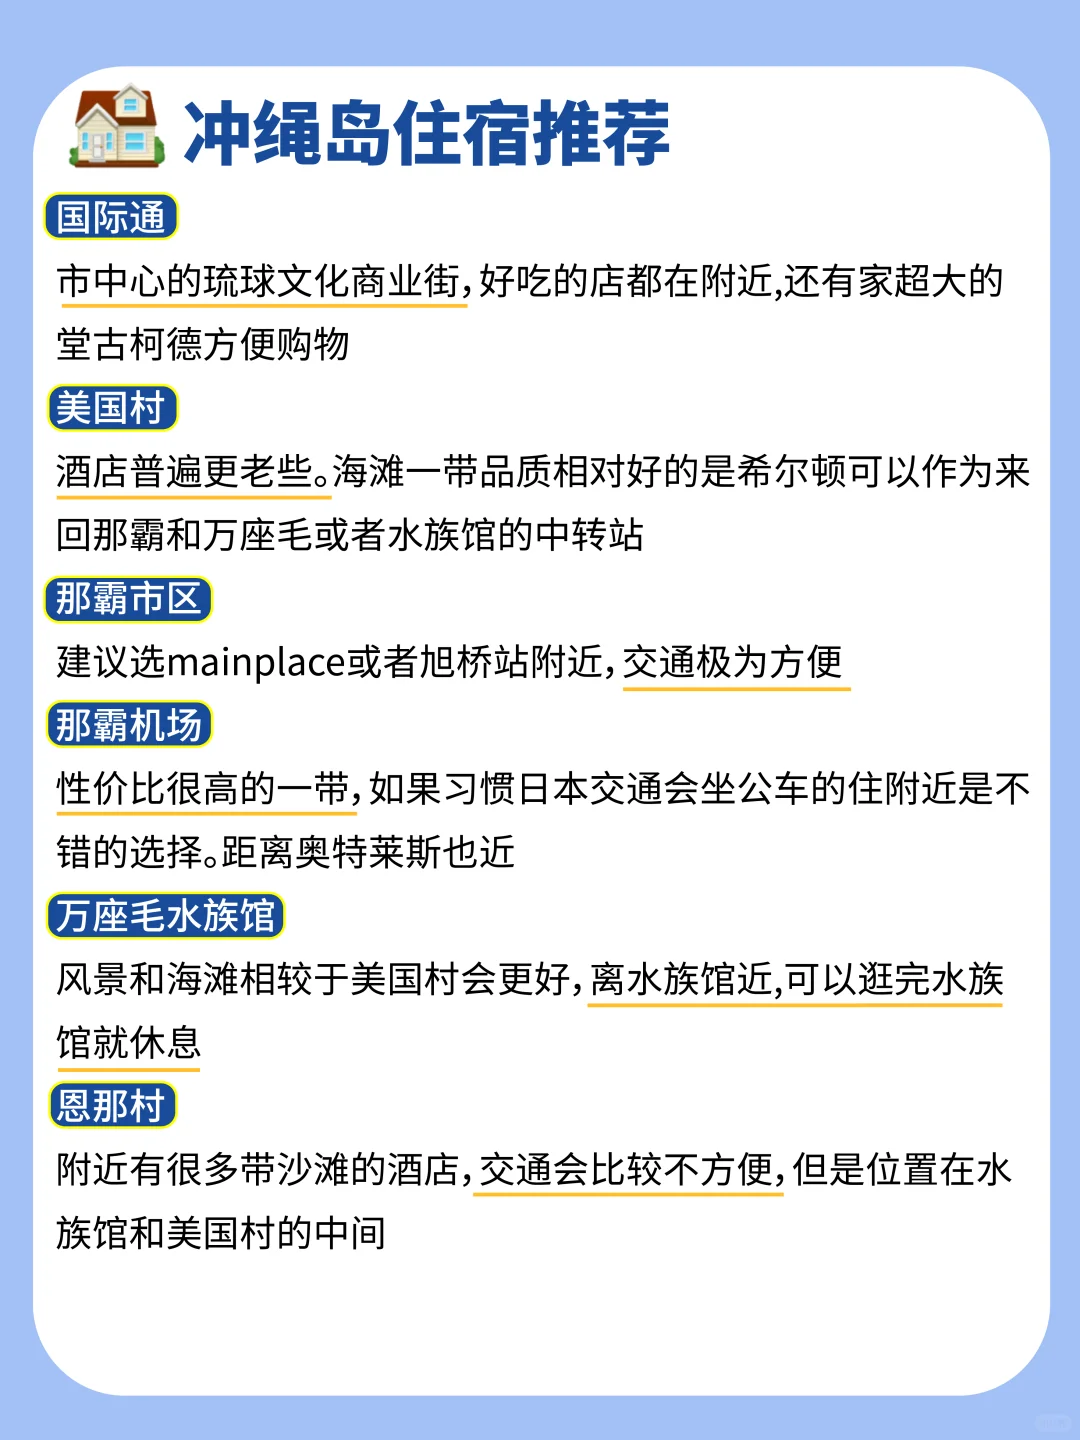 冲绳岛住宿推荐
国际通
市中心的琉球文化商业街，好吃的店都在附近,还有家超大的
堂古柯德方便购物
美国村
酒店普遍更老些。海滩一带品质相对好的是希尔顿可以作为来
回那霸和万座毛或者水族馆的中转站
那霸市区
建议选mainplace或者旭桥站附近，交通极为方便
那霸机场
性价比很高的一带，如果习惯日本交通会坐公车的住附近是不
错的选择。距离奥特莱斯也近
万座毛水族馆
风景和海滩相较于美国村会更好，离水族馆近,可以逛完水族
馆就休息
恩那村
附近有很多带沙滩的酒店，交通会比较不方便，但是位置在水
族馆和美国村的中间